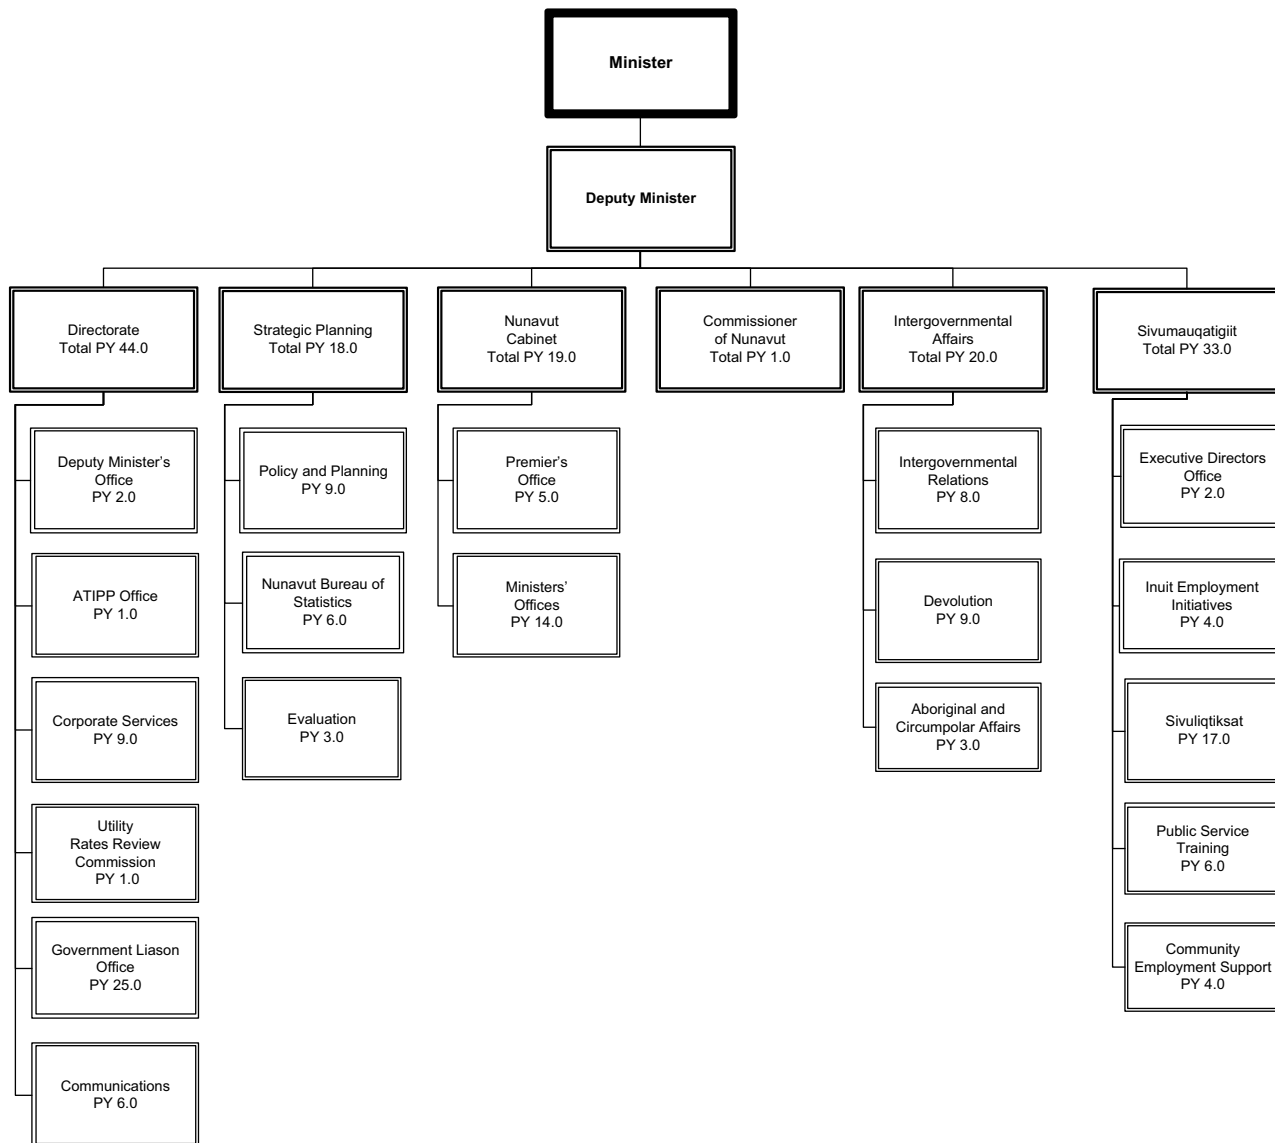 Minister
Deputy Minister
Directorate
Total PY 44.0
Strategic Planning
Total PY 18.0
Nunavut
Cabinet
Total PY 19.0
Commissioner
of Nunavut
Total PY 1.0
Intergovernmental
Affairs
Total PY 20.0
Sivumauqatigiit
Total PY 33.0
Deputy Minister’s
Office
PY 2.0
ATIPP Office
PY 1.0
Corporate Services
PY 9.0
Utility
Rates Review
Commission
PY 1.0
Government Liason
Office
PY 25.0
Communications
PY 6.0
Policy and Planning
PY 9.0
Nunavut Bureau of
Statistics
PY 6.0
Evaluation
PY 3.0
Premier’s
Office
PY 5.0
Ministers’
Offices
PY 14.0
Intergovernmental
Relations
PY 8.0
Devolution
PY 9.0
Aboriginal and
Circumpolar Affairs
PY 3.0
Executive Directors
Office
PY 2.0
Inuit Employment
Initiatives
PY 4.0
Sivuliqtiksat
PY 17.0
Public Service
Training
PY 6.0
Community
Employment Support
PY 4.0